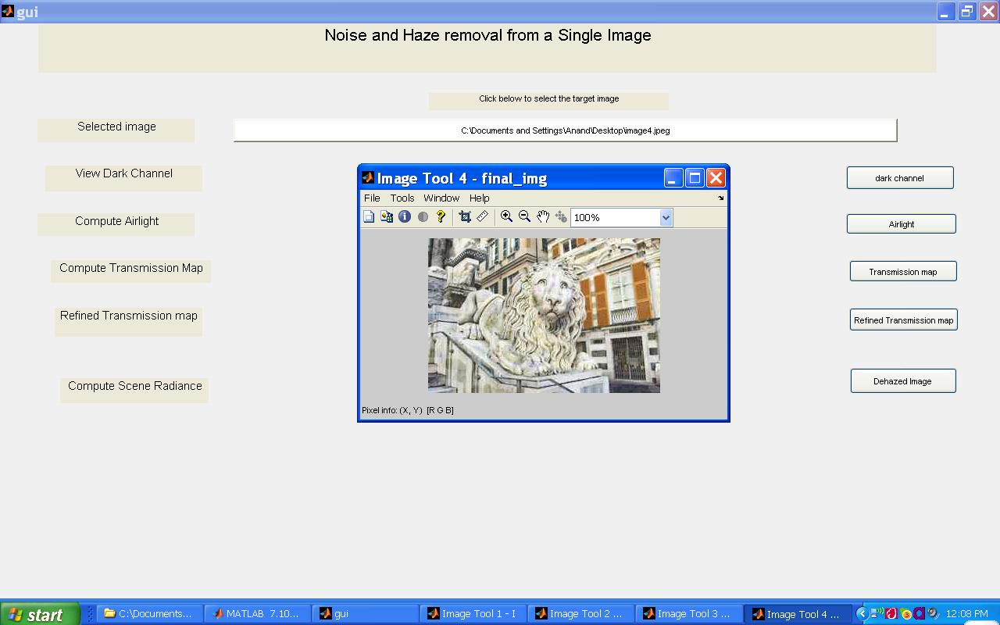 gui
Noise and Haze removal from a Single Image
Click below to select the target image
Selected image
C:\Documents and Settings\Anand\Desktop\image4.jpeg
View Dark Channel
dark channel
Image Tool 4 - final_img
File Tools Window Help
100%
Compute Airlight
Airlight
Compute Transmission Map
Transmission map
Refined Transmission map
Refined Transmission map
Compute Scene Radiance
Dehazed Image
Pixel info: (X, Y) [R G B]
start
C:\Documents...
MATLAB 7.10...
gui
Image Tool 1 - I
Image Tool 2 ...
Image Tool 3 ...
Image Tool 4 ...
12:08 PM